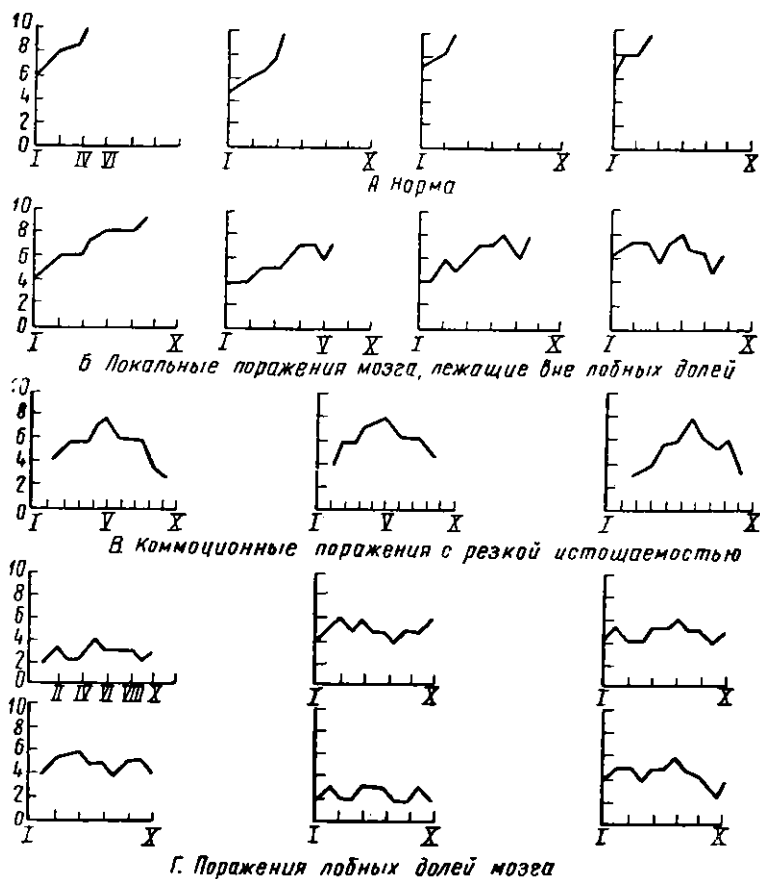 10
8
6
4
2
0
I IV VI
I X
I X
I X
А Норма
10
8
6
4
2
0
I X
I V X
I X
I X
б Локальные поражения мозга, лежащие вне лобных долей
10
8
6
4
2
0
I V X
I V X
I X
В. Коммоционные поражения с резкой истощаемостью
10
8
6
4
2
0
I II IV VI VIII X
I X
I X
10
8
6
4
2
0
I X
I X
I X
Г. Поражения лобных долей мозга